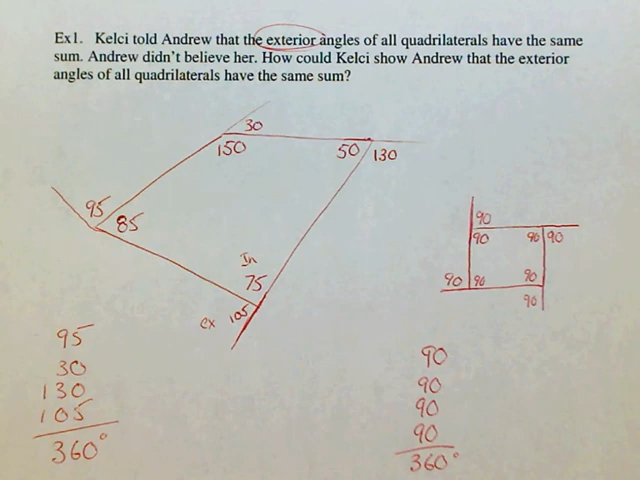 Ex1. Kelci told Andrew that the exterior angles of all quadrilaterals have the same
sum. Andrew didn't believe her. How could Kelci show Andrew that the exterior
angles of all quadrilaterals have the same sum?
30
150
50 130
95 85
In
75
ex 105
90
90 90 90
90 90 90
90
95
30
130
105
360°
90
90
90
90
360°